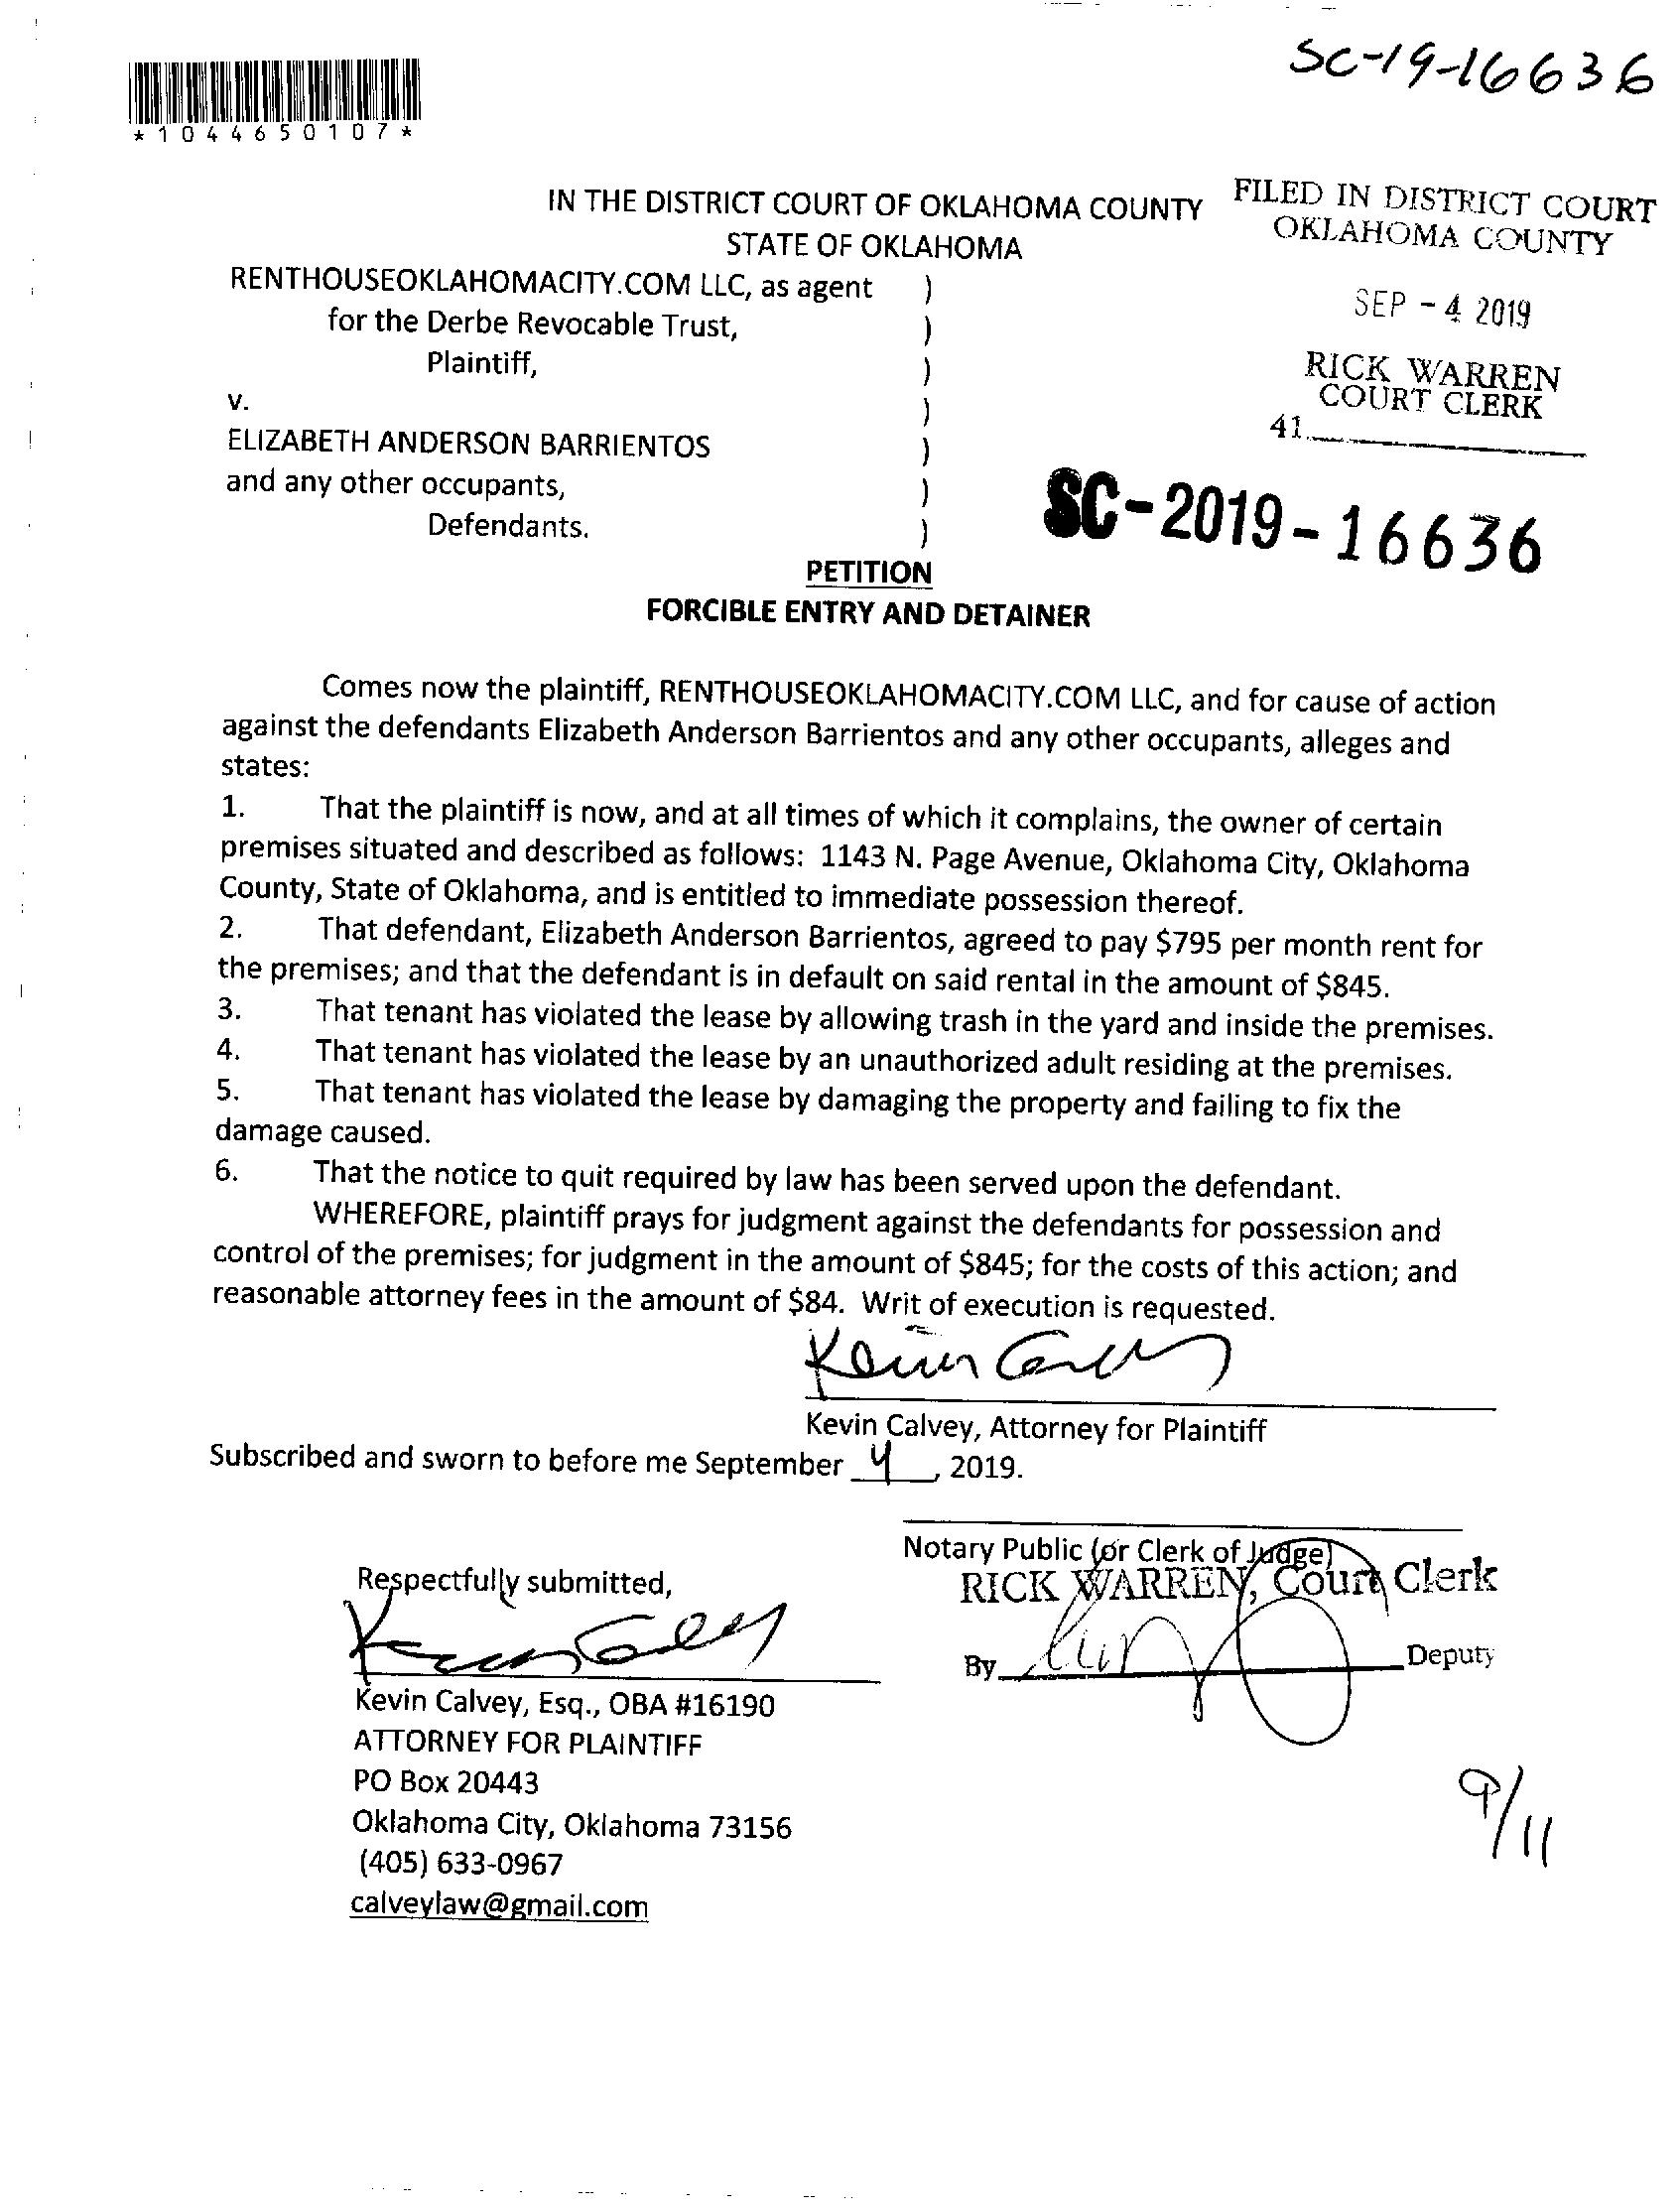 SC-19-16636
*1044650107*
IN THE DISTRICT COURT OF OKLAHOMA COUNTY
STATE OF OKLAHOMA
FILED IN DISTRICT COURT
OKLAHOMA COUNTY
SEP - 4 2019
RICK WARREN
COURT CLERK
41
RENTHOUSEOKLAHOMACITY.COM LLC, as agent )
for the Derbe Revocable Trust, )
Plaintiff, )
v. )
ELIZABETH ANDERSON BARRIENTOS )
and any other occupants, )
Defendants. )
SC-2019-16636
PETITION
FORCIBLE ENTRY AND DETAINER
Comes now the plaintiff, RENTHOUSEOKLAHOMACITY.COM LLC, and for cause of action
against the defendants Elizabeth Anderson Barrientos and any other occupants, alleges and
states:
1. That the plaintiff is now, and at all times of which it complains, the owner of certain
premises situated and described as follows: 1143 N. Page Avenue, Oklahoma City, Oklahoma
County, State of Oklahoma, and is entitled to immediate possession thereof.
2. That defendant, Elizabeth Anderson Barrientos, agreed to pay $795 per month rent for
the premises; and that the defendant is in default on said rental in the amount of $845.
3. That tenant has violated the lease by allowing trash in the yard and inside the premises.
4. That tenant has violated the lease by an unauthorized adult residing at the premises.
5. That tenant has violated the lease by damaging the property and failing to fix the
damage caused.
6. That the notice to quit required by law has been served upon the defendant.
WHEREFORE, plaintiff prays for judgment against the defendants for possession and
control of the premises; for judgment in the amount of $845; for the costs of this action; and
reasonable attorney fees in the amount of $84. Writ of execution is requested.
Kevin Calvey
Kevin Calvey, Attorney for Plaintiff
Subscribed and sworn to before me September 4, 2019.
Notary Public (or Clerk of Judge)
RICK WARREN, Court Clerk
By Deputy
Respectfully submitted,
Kevin Calvey
Kevin Calvey, Esq., OBA #16190
ATTORNEY FOR PLAINTIFF
PO Box 20443
Oklahoma City, Oklahoma 73156
(405) 633-0967
calveylaw@gmail.com
9/11